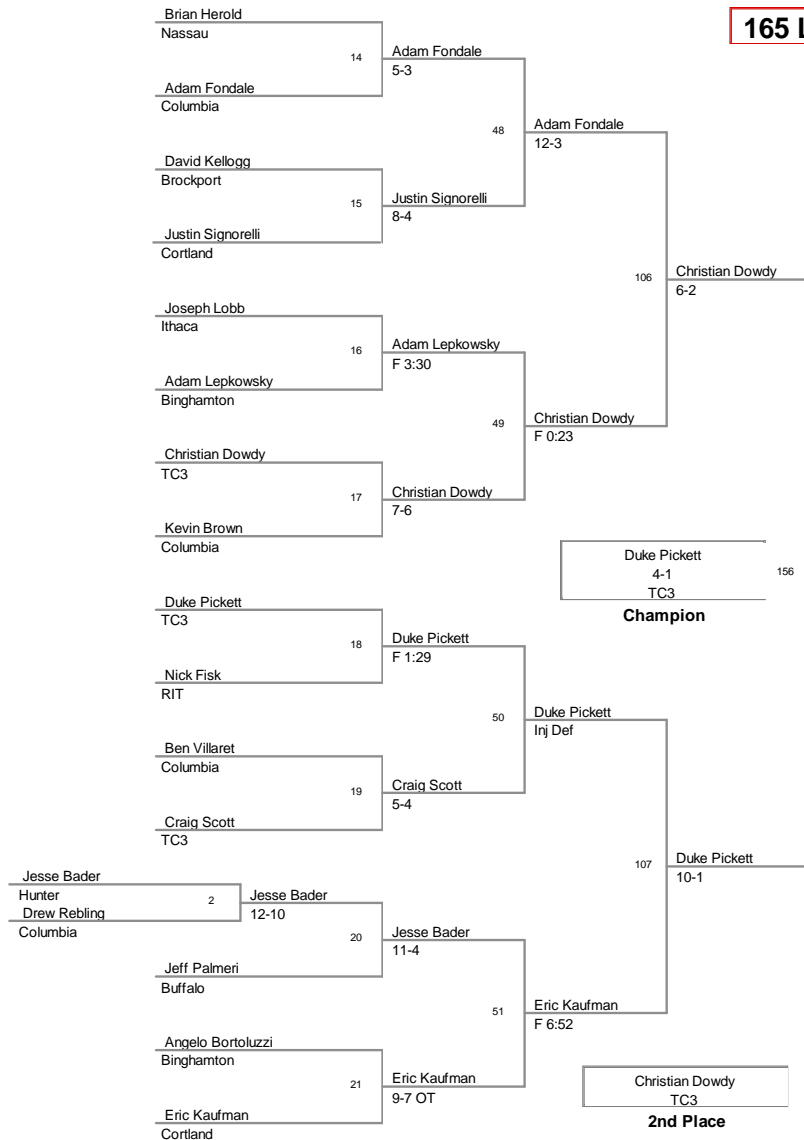 Brian Herold
165 L
Nassau
14
Adam Fondale
5-3
Adam Fondale
Columbia
48
Adam Fondale
12-3
David Kellogg
Brockport
15
Justin Signorelli
8-4
Justin Signorelli
Cortland
106
Christian Dowdy
6-2
Joseph Lobb
Ithaca
16
Adam Lepkowsky
F 3:30
Adam Lepkowsky
Binghamton
49
Christian Dowdy
F 0:23
Christian Dowdy
TC3
17
Christian Dowdy
7-6
Kevin Brown
Columbia
Duke Pickett
4-1
TC3
156
Champion
Duke Pickett
TC3
18
Duke Pickett
F 1:29
Nick Fisk
RIT
50
Duke Pickett
Inj Def
Ben Villaret
Columbia
19
Craig Scott
5-4
Craig Scott
TC3
107
Duke Pickett
10-1
Jesse Bader
Hunter
2
Jesse Bader
12-10
Drew Rebling
Columbia
20
Jesse Bader
11-4
Jeff Palmeri
Buffalo
51
Eric Kaufman
F 6:52
Angelo Bortoluzzi
Binghamton
21
Eric Kaufman
9-7 OT
Eric Kaufman
Cortland
Christian Dowdy
TC3
2nd Place